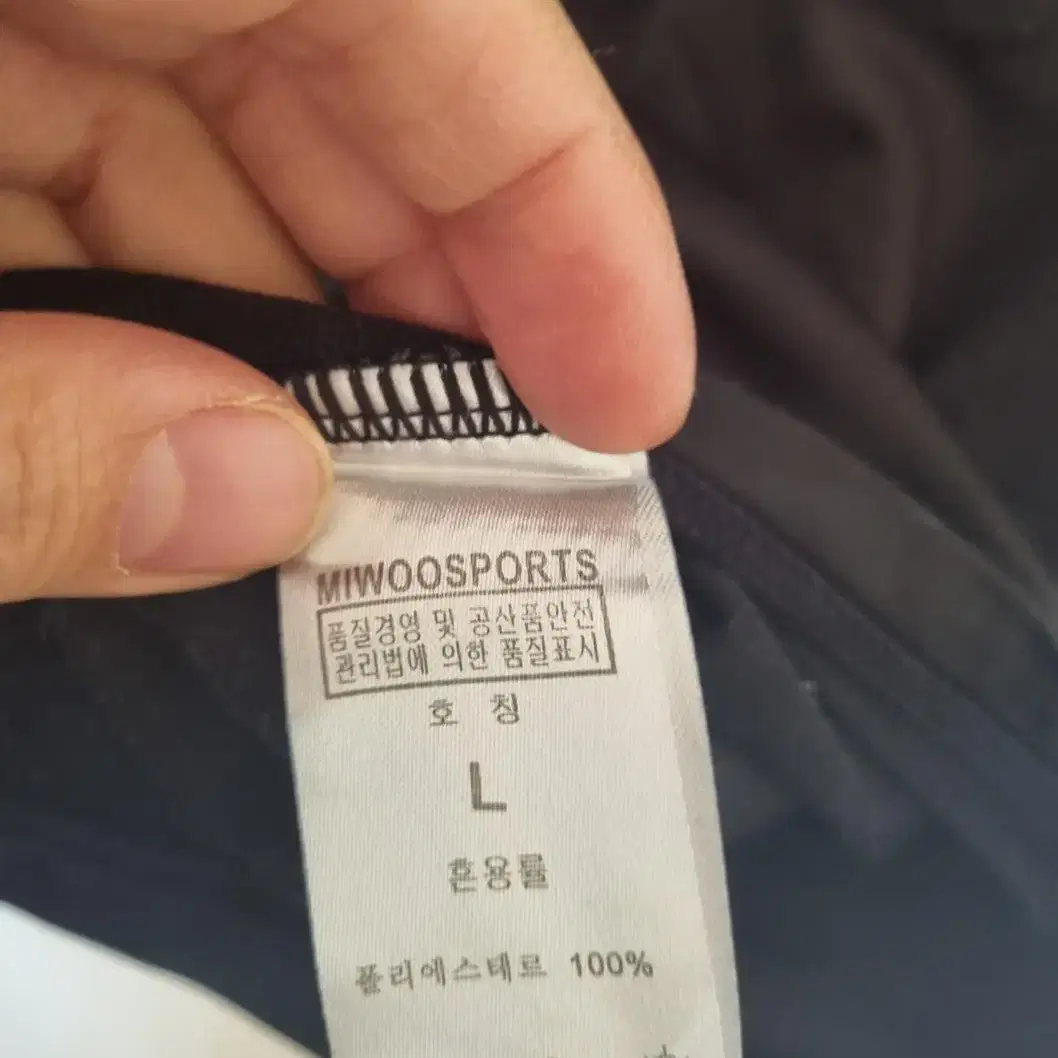 MIWOOSPORTS
품질경영 및 공산품안전
관리법에 의한 품질표시
호 칭
L
혼용률
폴리에스테르 100%